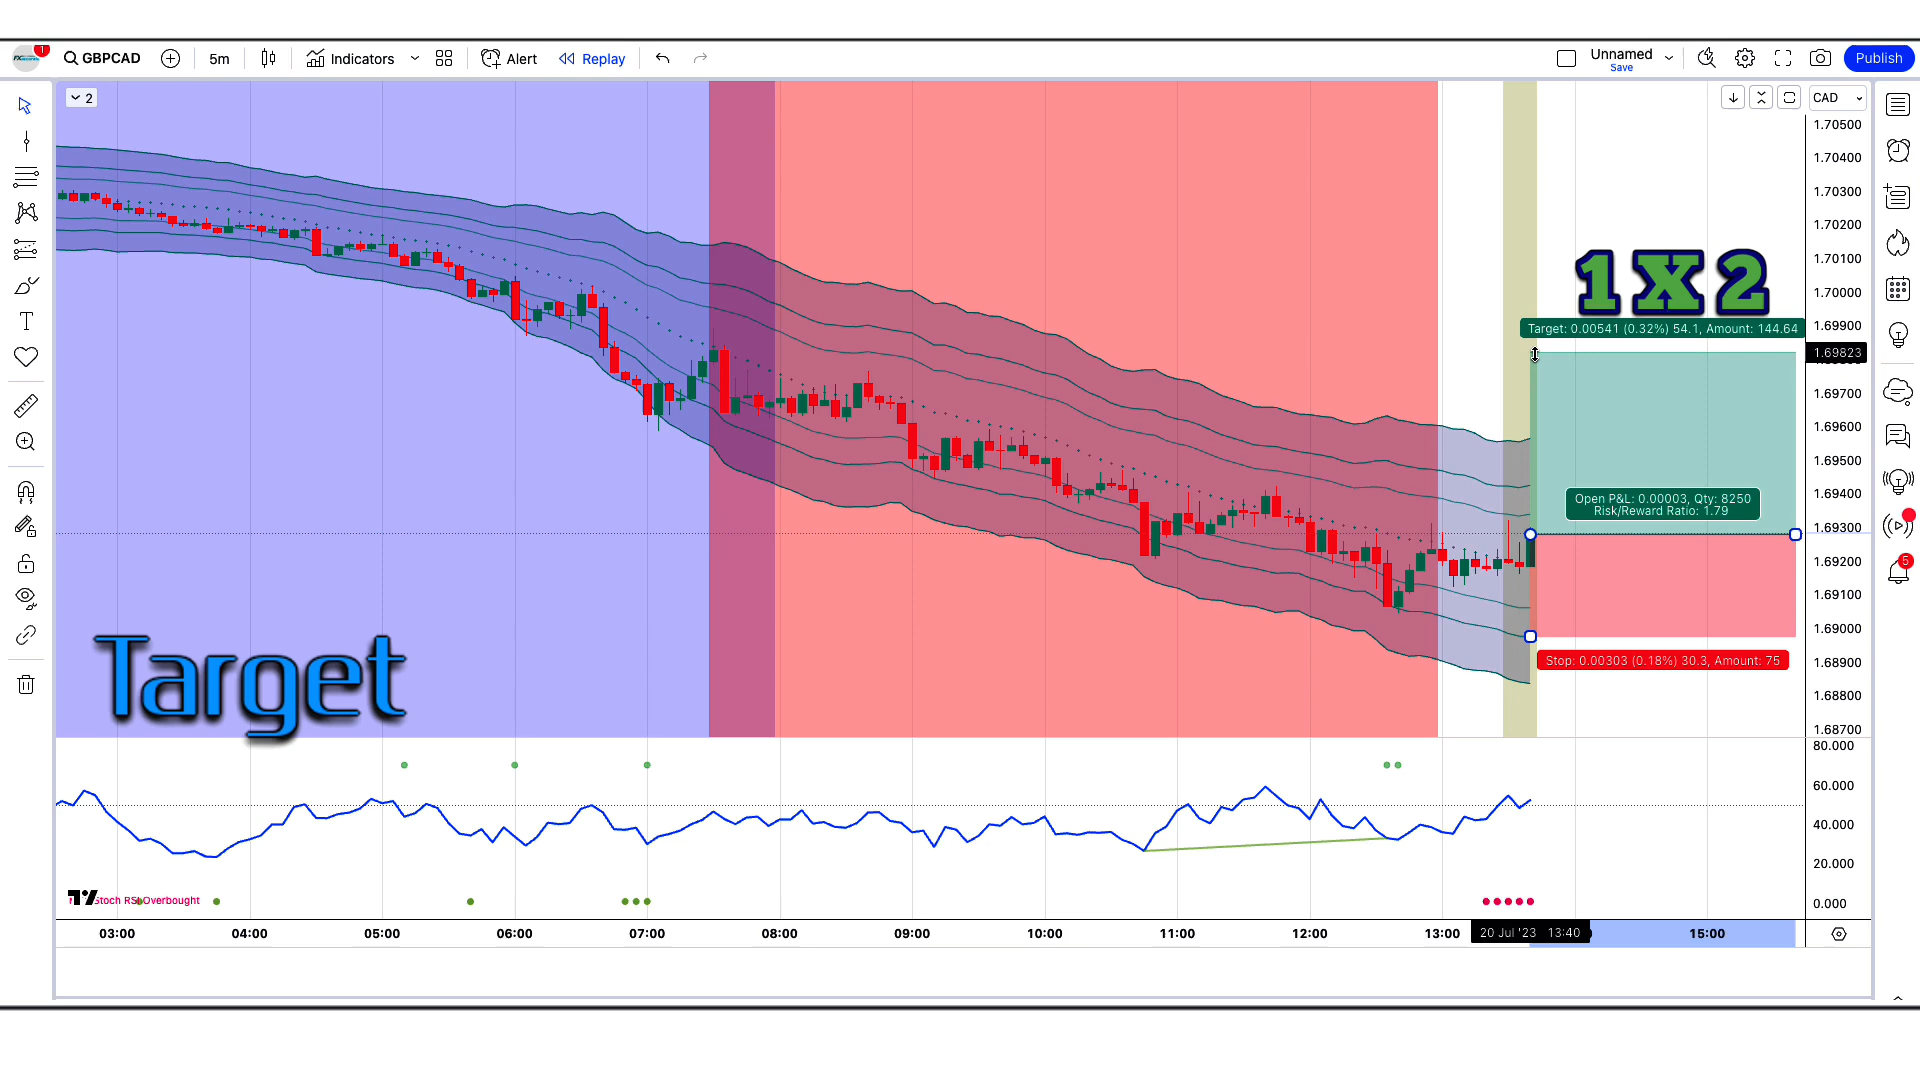 1
GBPCAD
5m
Indicators
Alert
Replay
Unnamed
Save
Publish
2
CAD
1.70500
1.70400
1.70300
1.70200
1.70100
1.70000
1.69900
1.69823
1.69700
1.69600
1.69500
1.69400
1.69300
1.69200
1.69100
1.69000
1.68900
1.68800
1.68700
1 X 2
Target: 0.00541 (0.32%) 54.1, Amount: 144.64
Open P&L: 0.00003, Qty: 8250
Risk/Reward Ratio: 1.79
Stop: 0.00303 (0.18%) 30.3, Amount: 75
5
Target
80.000
60.000
40.000
20.000
0.000
Stoch RSI Overbought
03:00
04:00
05:00
06:00
07:00
08:00
09:00
10:00
11:00
12:00
13:00
20 Jul '23 13:40
15:00